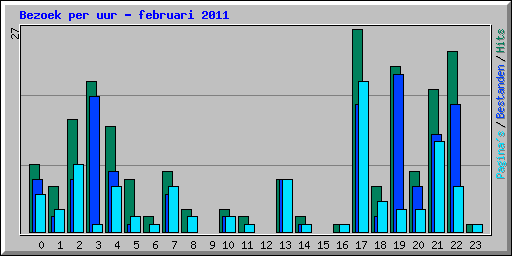 Bezoek per uur - februari 2011
27
Pagina's / Bestanden / Hits
0 1 2 3 4 5 6 7 8 9 10 11 12 13 14 15 16 17 18 19 20 21 22 23